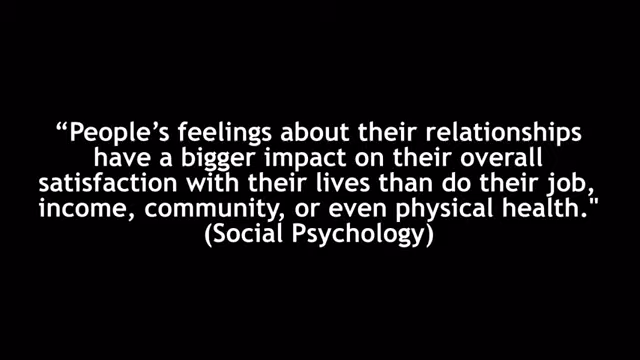 “People’s feelings about their relationships
have a bigger impact on their overall
satisfaction with their lives than do their job,
income, community, or even physical health."
(Social Psychology)